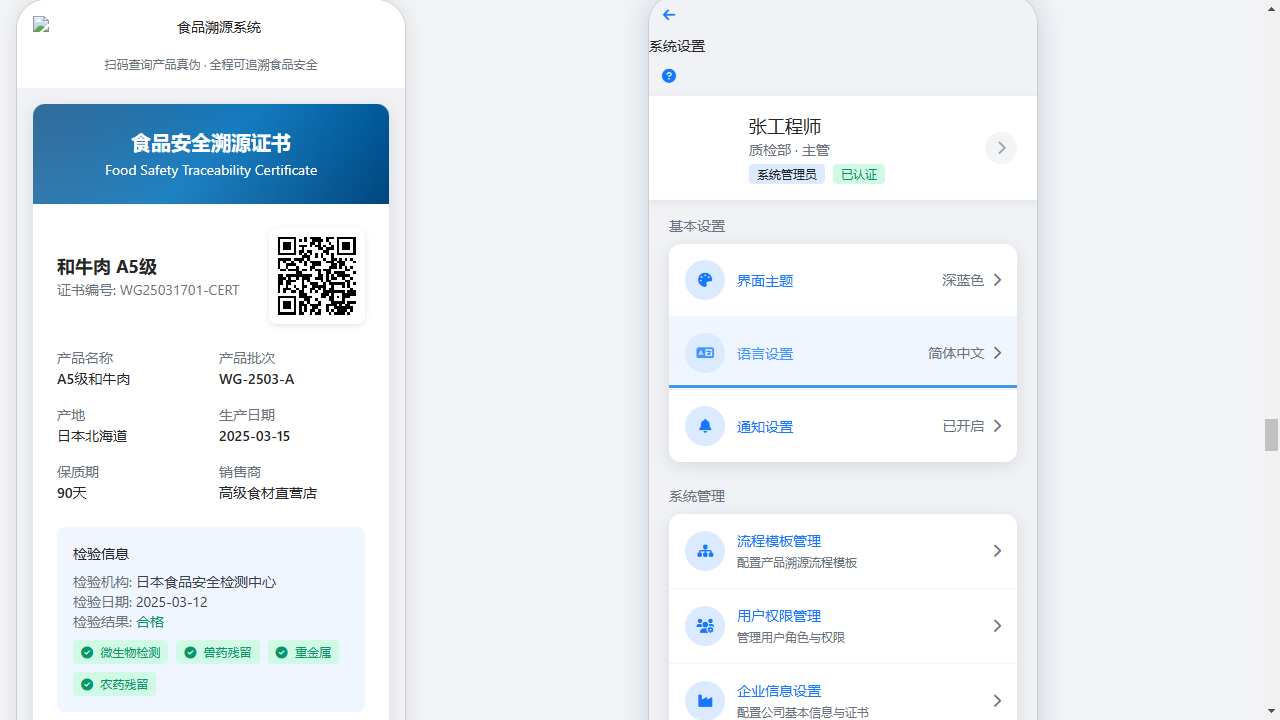 食品溯源系统
扫码查询产品真伪 · 全程可追溯食品安全
食品安全溯源证书
Food Safety Traceability Certificate
和牛肉 A5级
证书编号: WG25031701-CERT
产品名称
A5级和牛肉
产品批次
WG-2503-A
产地
日本北海道
生产日期
2025-03-15
保质期
90天
销售商
高级食材直营店
检验信息
检验机构: 日本食品安全检测中心
检验日期: 2025-03-12
检验结果: 合格
微生物检测
兽药残留
重金属
农药残留
系统设置
张工程师
质检部 · 主管
系统管理员
已认证
基本设置
界面主题
深蓝色
语言设置
简体中文
通知设置
已开启
系统管理
流程模板管理
配置产品溯源流程模板
用户权限管理
管理用户角色与权限
企业信息设置
配置公司基本信息与证书